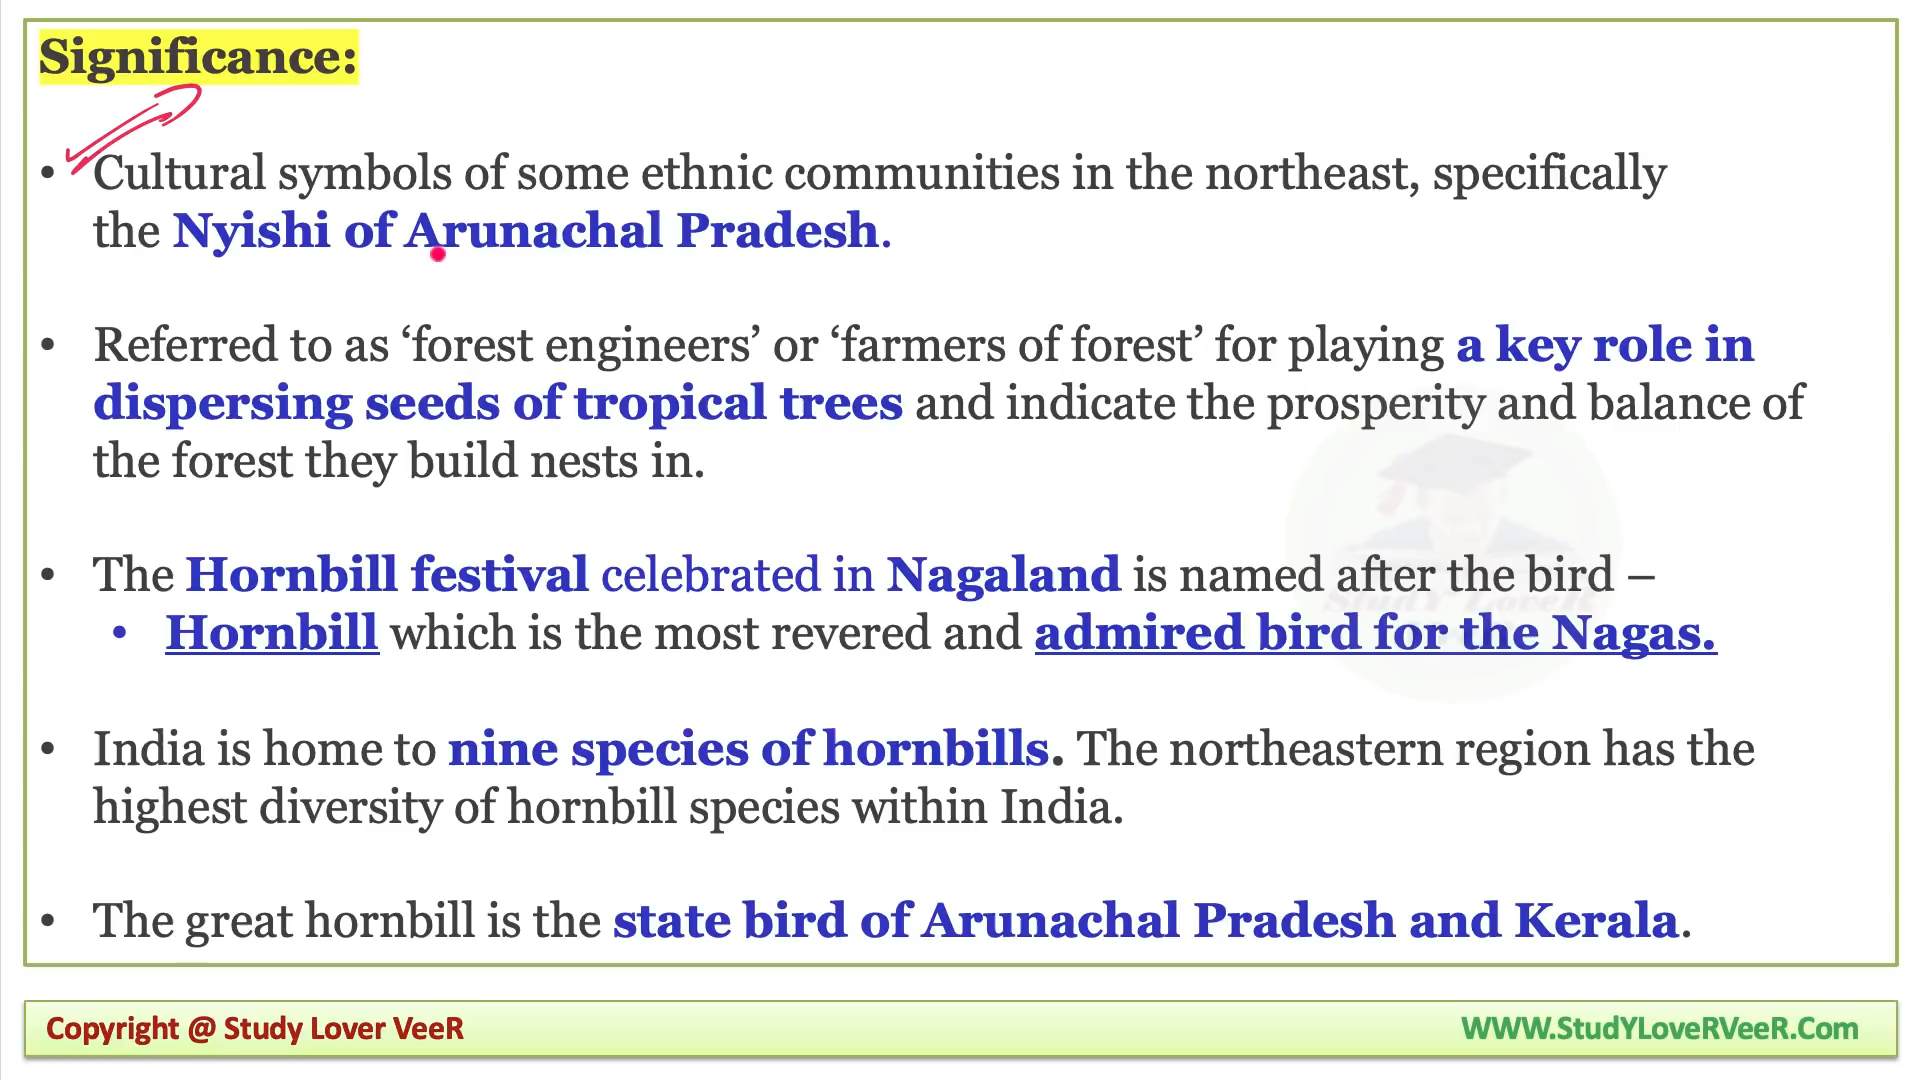 Significance:
• Cultural symbols of some ethnic communities in the northeast, specifically
the Nyishi of Arunachal Pradesh.
• Referred to as ‘forest engineers’ or ‘farmers of forest’ for playing a key role in
dispersing seeds of tropical trees and indicate the prosperity and balance of
the forest they build nests in.
• The Hornbill festival celebrated in Nagaland is named after the bird –
• Hornbill which is the most revered and admired bird for the Nagas.
StudY LoveR
• India is home to nine species of hornbills. The northeastern region has the
highest diversity of hornbill species within India.
• The great hornbill is the state bird of Arunachal Pradesh and Kerala.
Copyright @ Study Lover VeeR
WWW.StudYLoveRVeeR.Com